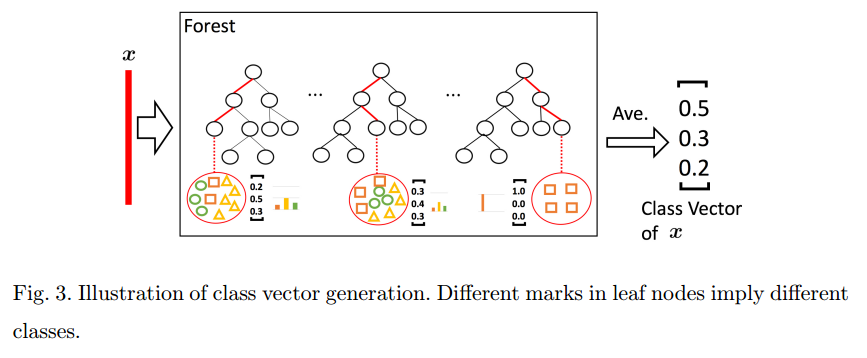 Forest
x
...
...
Ave.
0.5
0.3
0.2
0.2
0.5
0.3
0.3
0.4
0.3
1.0
0.0
0.0
Class Vector
of x
Fig. 3. Illustration of class vector generation. Different marks in leaf nodes imply different
classes.